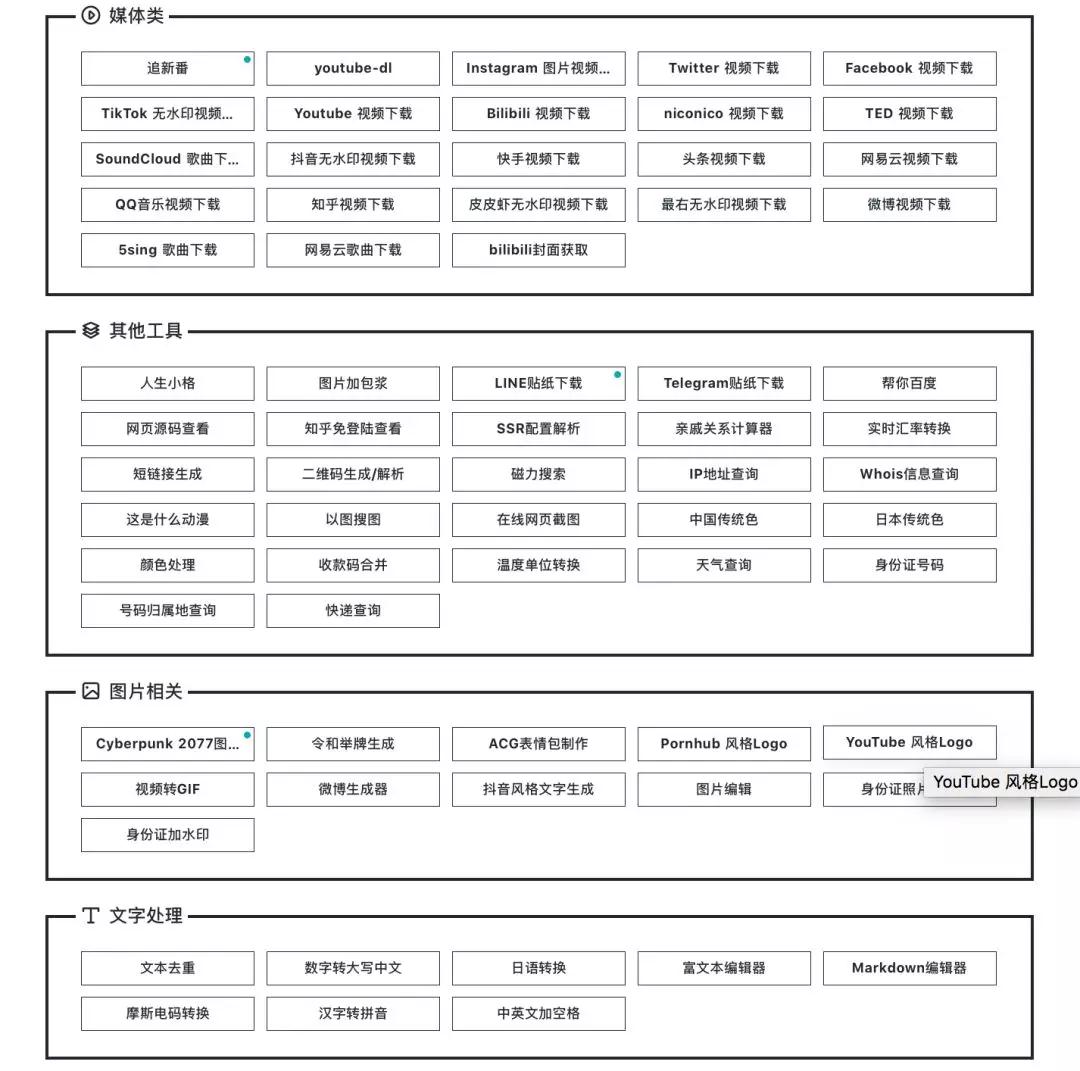 媒体类
追新番
youtube-dl
Instagram 图片视频...
Twitter 视频下载
Facebook 视频下载
TikTok 无水印视频...
Youtube 视频下载
Bilibili 视频下载
niconico 视频下载
TED 视频下载
SoundCloud 歌曲下...
抖音无水印视频下载
快手视频下载
头条视频下载
网易云视频下载
QQ音乐视频下载
知乎视频下载
皮皮虾无水印视频下载
最右无水印视频下载
微博视频下载
5sing 歌曲下载
网易云歌曲下载
bilibili封面获取
其他工具
人生小格
图片加包浆
LINE贴纸下载
Telegram贴纸下载
帮你百度
网页源码查看
知乎免登陆查看
SSR配置解析
亲戚关系计算器
实时汇率转换
短链接生成
二维码生成/解析
磁力搜索
IP地址查询
Whois信息查询
这是什么动漫
以图搜图
在线网页截图
中国传统色
日本传统色
颜色处理
收款码合并
温度单位转换
天气查询
身份证号码
号码归属地查询
快递查询
图片相关
Cyberpunk 2077图...
令和举牌生成
ACG表情包制作
Pornhub 风格Logo
YouTube 风格Logo
YouTube 风格Logo
视频转GIF
微博生成器
抖音风格文字生成
图片编辑
身份证照片
身份证加水印
文字处理
文本去重
数字转大写中文
日语转换
富文本编辑器
Markdown编辑器
摩斯电码转换
汉字转拼音
中英文加空格